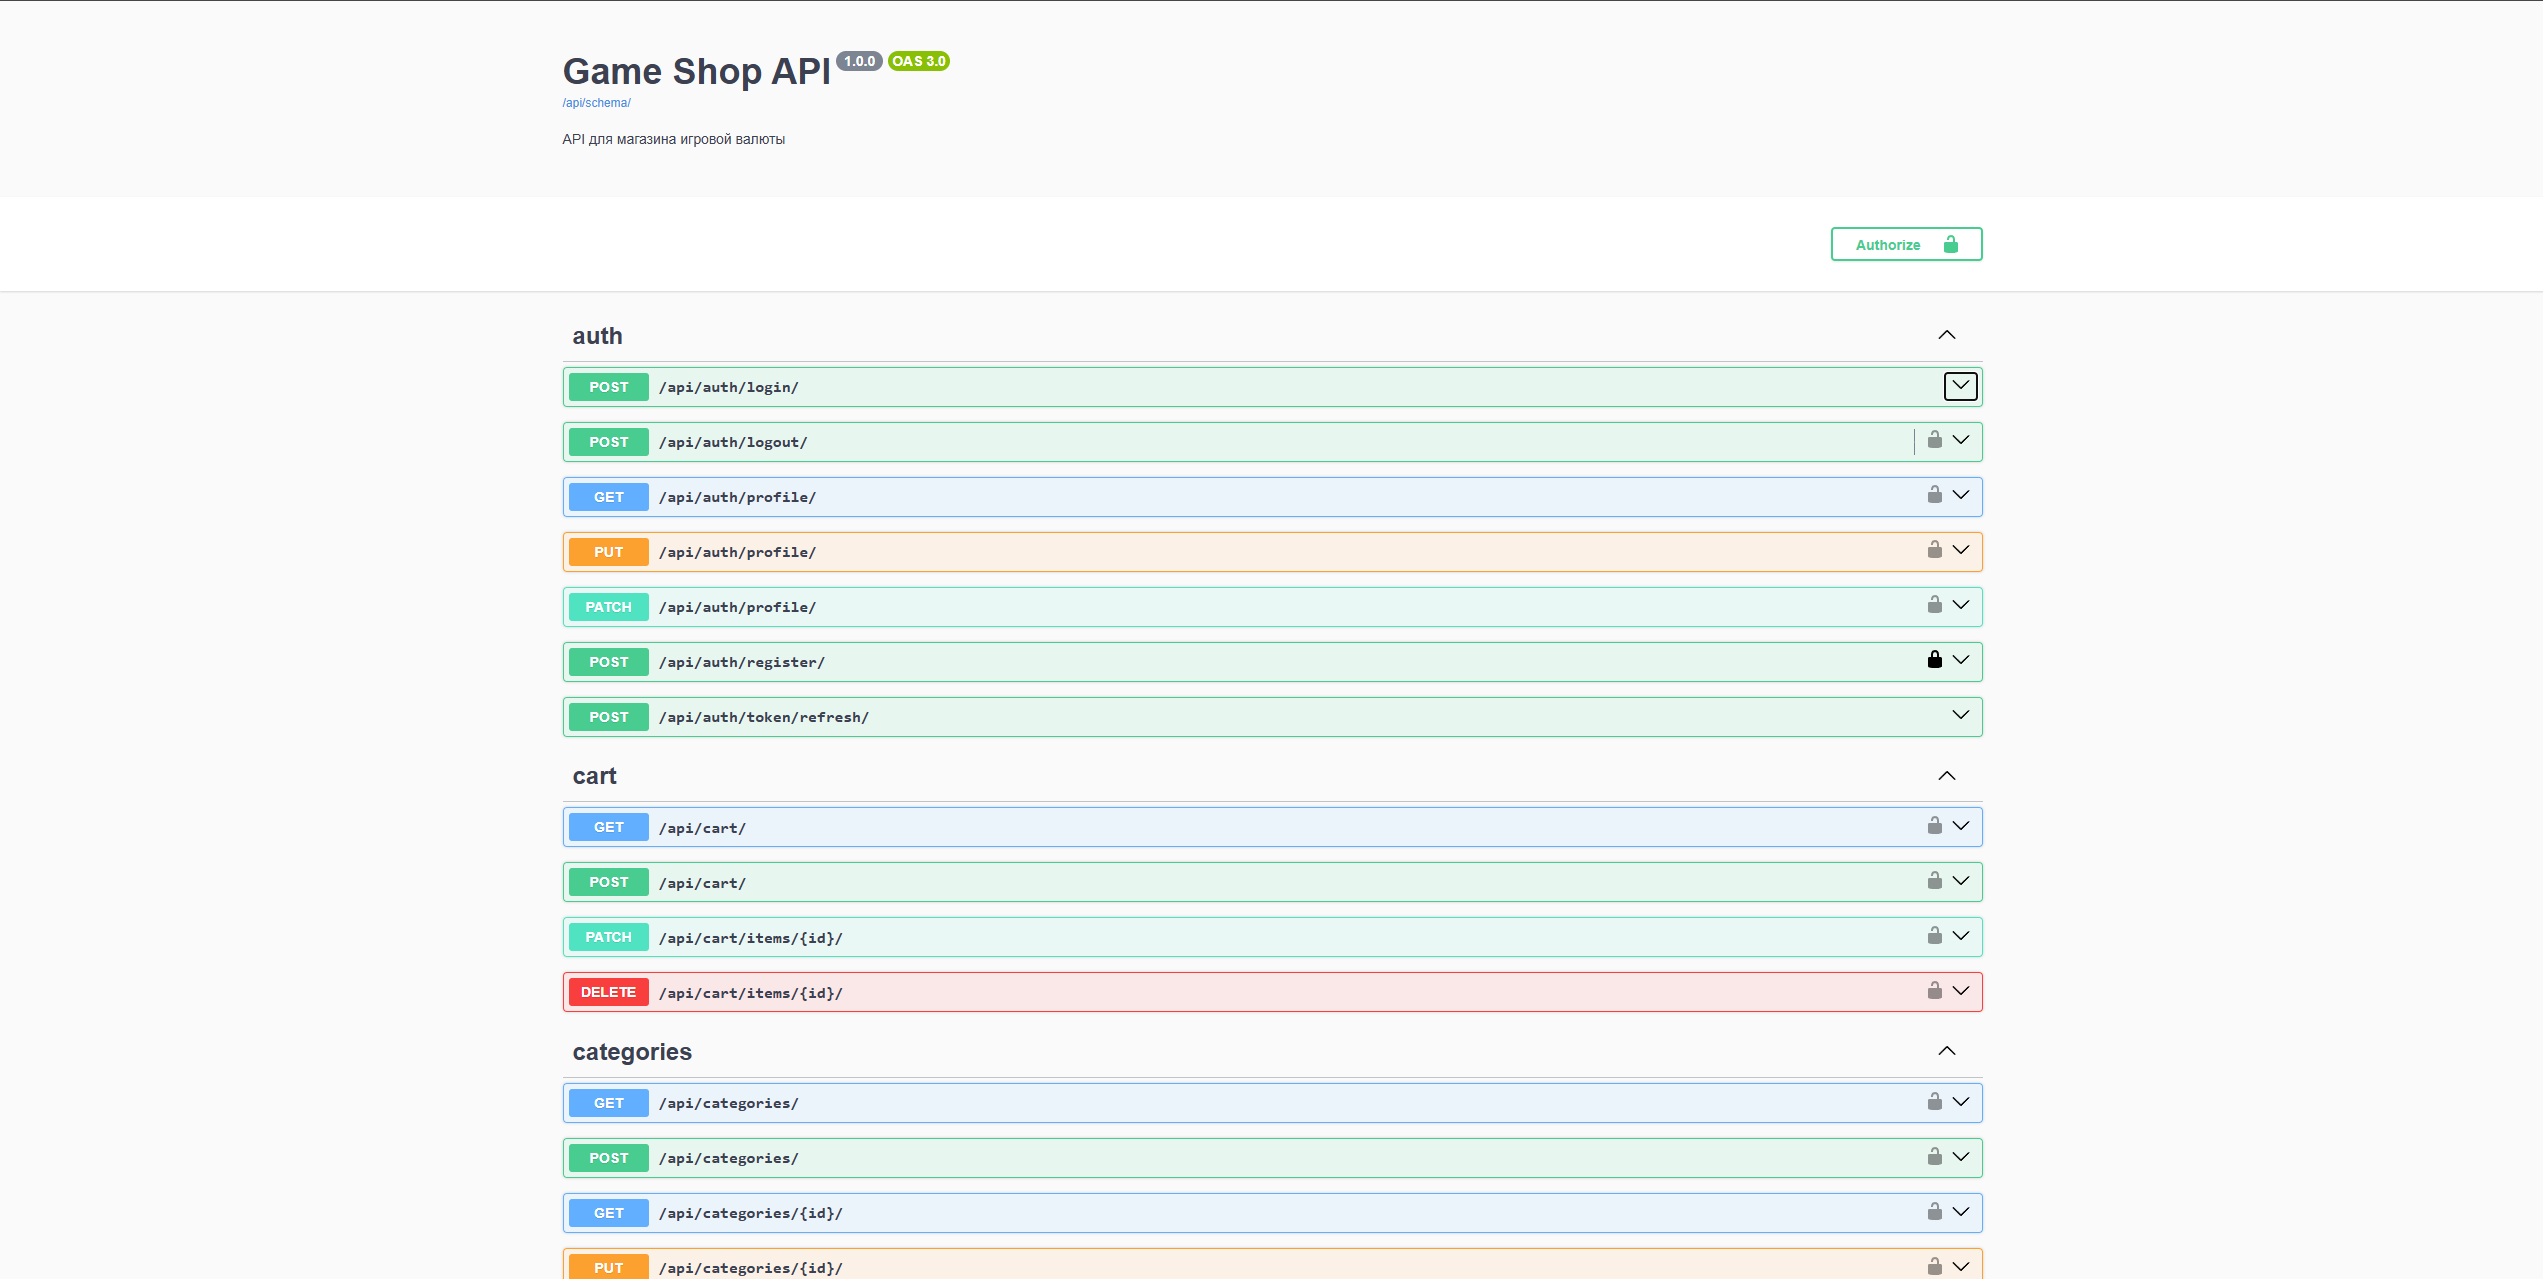 Game Shop API 1.0.0 OAS 3.0
/api/schema/
API для магазина игровой валюты
Authorize
auth
POST /api/auth/login/
POST /api/auth/logout/
GET /api/auth/profile/
PUT /api/auth/profile/
PATCH /api/auth/profile/
POST /api/auth/register/
POST /api/auth/token/refresh/
cart
GET /api/cart/
POST /api/cart/
PATCH /api/cart/items/{id}/
DELETE /api/cart/items/{id}/
categories
GET /api/categories/
POST /api/categories/
GET /api/categories/{id}/
PUT /api/categories/{id}/